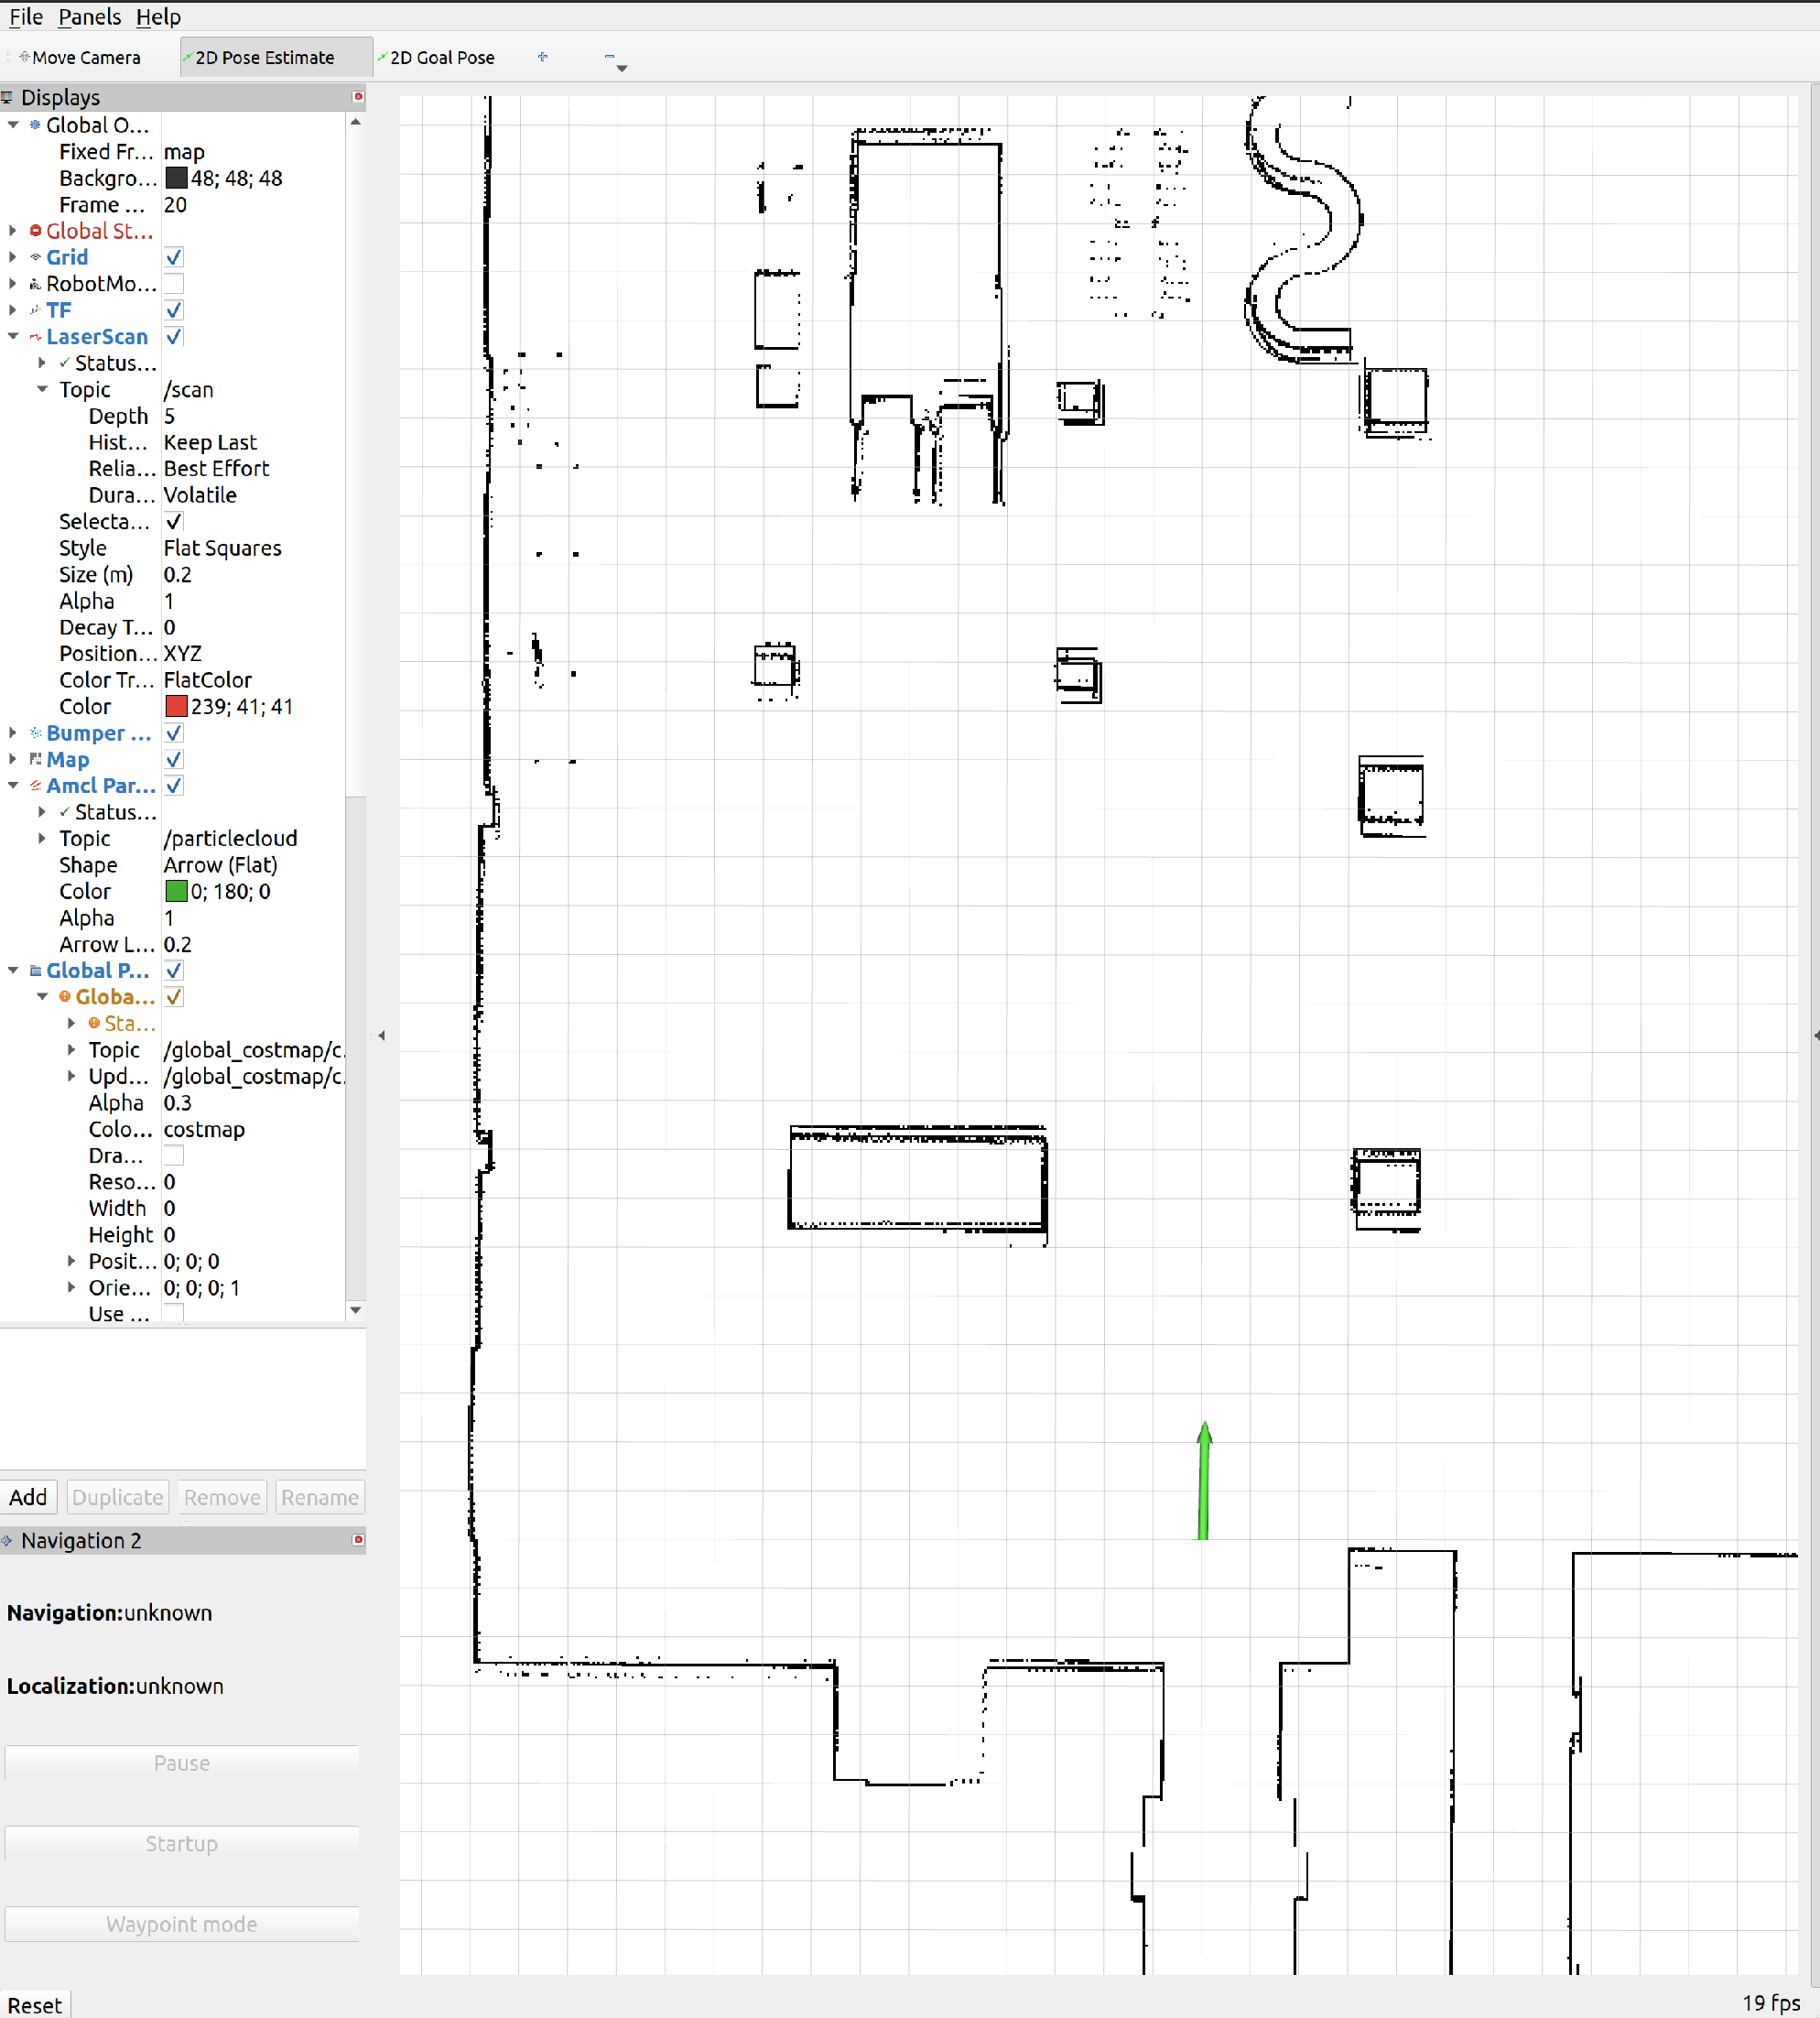 File Panels Help
Move Camera 2D Pose Estimate 2D Goal Pose
Displays
Global O...
Fixed Fr... map
Backgro... 48; 48; 48
Frame ... 20
Global St...
Grid
RobotMo...
TF
LaserScan
Status...
Topic /scan
Depth 5
Hist... Keep Last
Relia... Best Effort
Dura... Volatile
Selecta...
Style Flat Squares
Size (m) 0.2
Alpha 1
Decay T... 0
Position... XYZ
Color Tr... FlatColor
Color 239; 41; 41
Bumper ...
Map
Amcl Par...
Status...
Topic /particlecloud
Shape Arrow (Flat)
Color 0; 180; 0
Alpha 1
Arrow L... 0.2
Global P...
Globa...
Sta...
Topic /global_costmap/c.
Upd... /global_costmap/c.
Alpha 0.3
Colo... costmap
Dra...
Reso... 0
Width 0
Height 0
Posit... 0; 0; 0
Orie... 0; 0; 0; 1
Use ...
Add Duplicate Remove Rename
Navigation 2
Navigation:unknown
Localization:unknown
Pause
Startup
Waypoint mode
Reset
19 fps